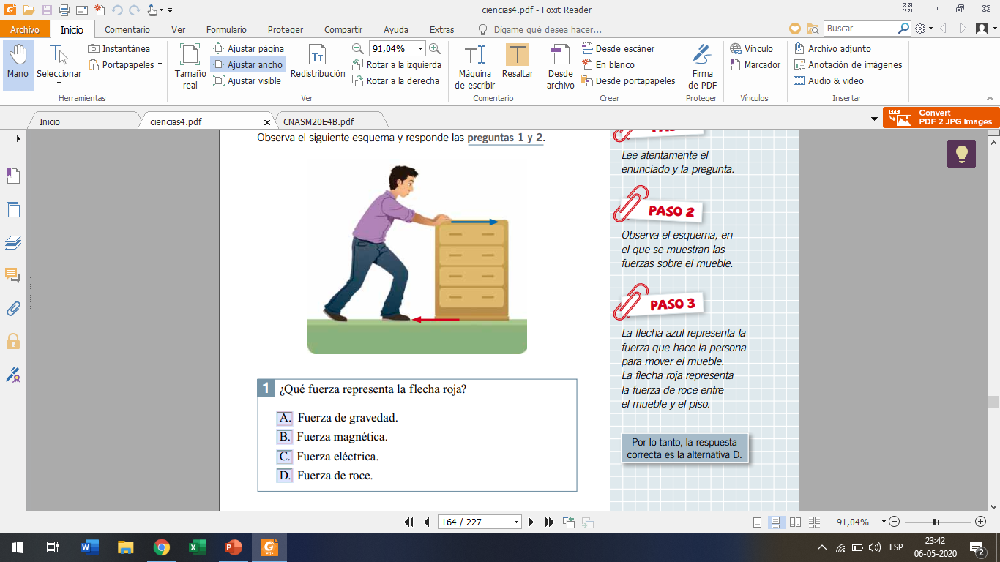 ciencias4.pdf - Foxit Reader
Archivo Inicio Comentario Ver Formulario Proteger Compartir Ayuda Extras Dígame qué desea hacer... Buscar
Mano
Seleccionar
Instantánea
Portapapeles
Herramientas
Tamaño
real
Ajustar página
Ajustar ancho
Ajustar visible
Redistribución
91,04%
Rotar a la izquierda
Rotar a la derecha
Ver
Máquina
de escribir
Resaltar
Comentario
Desde
archivo
Desde escáner
En blanco
Desde portapapeles
Crear
Firma
de PDF
Proteger
Vínculo
Marcador
Vínculos
Archivo adjunto
Anotación de imágenes
Audio & video
Insertar
Inicio ciencias4.pdf CNASM20E4B.pdf
PDF
Convert
PDF 2 JPG Images
Observa el siguiente esquema y responde las preguntas 1 y 2.
1 ¿Qué fuerza representa la flecha roja?
A. Fuerza de gravedad.
B. Fuerza magnética.
C. Fuerza eléctrica.
D. Fuerza de roce.
Lee atentamente el
enunciado y la pregunta.
PASO 2
Observa el esquema, en
el que se muestran las
fuerzas sobre el mueble.
PASO 3
La flecha azul representa la
fuerza que hace la persona
para mover el mueble.
La flecha roja representa
la fuerza de roce entre
el mueble y el piso.
Por lo tanto, la respuesta
correcta es la alternativa D.
164 / 227
91,04%
ESP
23:42
06-05-2020
2